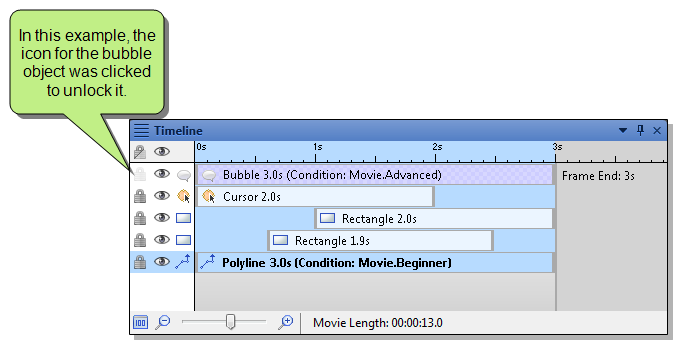 In this example, the
icon for the bubble
object was clicked
to unlock it.
Timeline
0s 1s 2s 3s
Bubble 3.0s (Condition: Movie.Advanced)
Frame End: 3s
Cursor 2.0s
Rectangle 2.0s
Rectangle 1.9s
Polyline 3.0s (Condition: Movie.Beginner)
100 Movie Length: 00:00:13.0